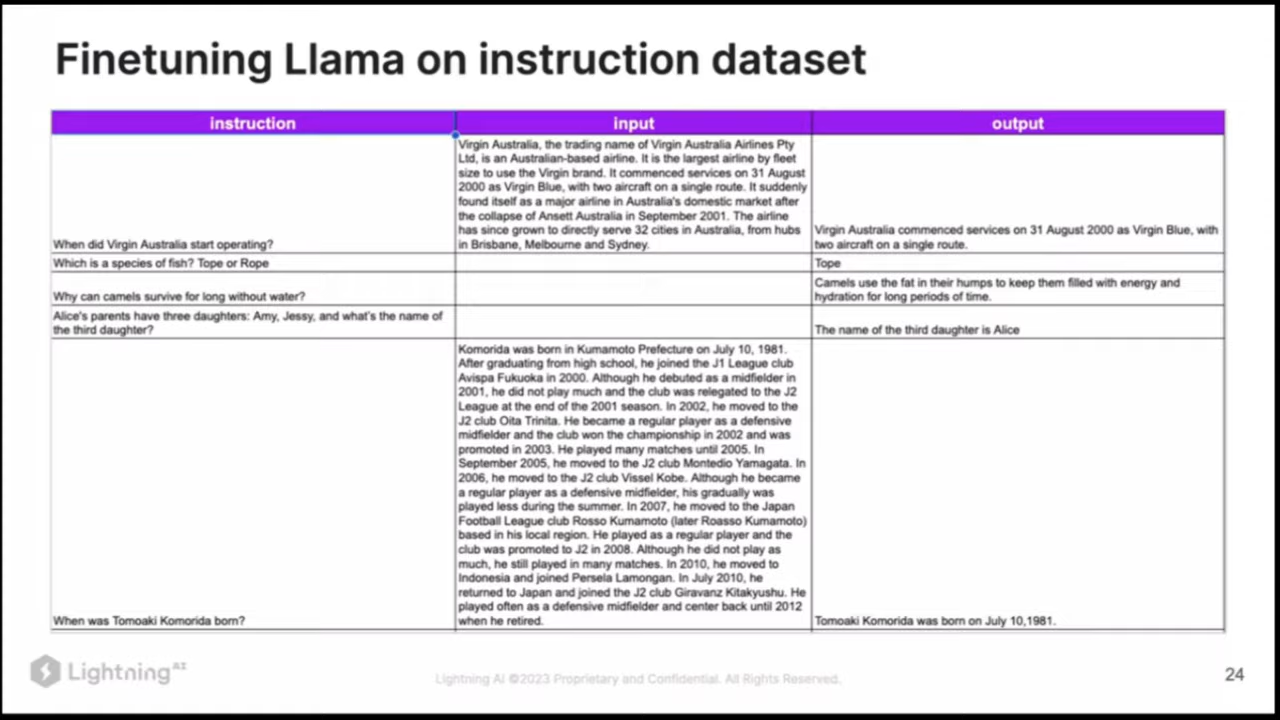 Finetuning Llama on instruction dataset
instruction
input
output
When did Virgin Australia start operating?
Virgin Australia, the trading name of Virgin Australia Airlines Pty
Ltd, is an Australian-based airline. It is the largest airline by fleet
size to use the Virgin brand. It commenced services on 31 August
2000 as Virgin Blue, with two aircraft on a single route. It suddenly
found itself as a major airline in Australia's domestic market after
the collapse of Ansett Australia in September 2001. The airline
has since grown to directly serve 32 cities in Australia, from hubs
in Brisbane, Melbourne and Sydney.
Virgin Australia commenced services on 31 August 2000 as Virgin Blue, with
two aircraft on a single route.
Which is a species of fish? Tope or Rope
Tope
Why can camels survive for long without water?
Camels use the fat in their humps to keep them filled with energy and
hydration for long periods of time.
Alice's parents have three daughters: Amy, Jessy, and what's the name of
the third daughter?
The name of the third daughter is Alice
When was Tomoaki Komorida born?
Komorida was born in Kumamoto Prefecture on July 10, 1981.
After graduating from high school, he joined the J1 League club
Avispa Fukuoka in 2000. Although he debuted as a midfielder in
2001, he did not play much and the club was relegated to the J2
League at the end of the 2001 season. In 2002, he moved to the
J2 club Oita Trinita. He became a regular player as a defensive
midfielder and the club won the championship in 2002 and was
promoted in 2003. He played many matches until 2005. In
September 2005, he moved to the J2 club Montedio Yamagata. In
2006, he moved to the J2 club Vissel Kobe. Although he became
a regular player as a defensive midfielder, his gradually was
played less during the summer. In 2007, he moved to the Japan
Football League club Rosso Kumamoto (later Roasso Kumamoto)
based in his local region. He played as a regular player and the
club was promoted to J2 in 2008. Although he did not play as
much, he still played in many matches. In 2010, he moved to
Indonesia and joined Persela Lamongan. In July 2010, he
returned to Japan and joined the J2 club Giravanz Kitakyushu. He
played often as a defensive midfielder and center back until 2012
when he retired.
Tomoaki Komorida was born on July 10,1981.
Lightning AI
Lightning AI ©2023 Proprietary and Confidential. All Rights Reserved.
24